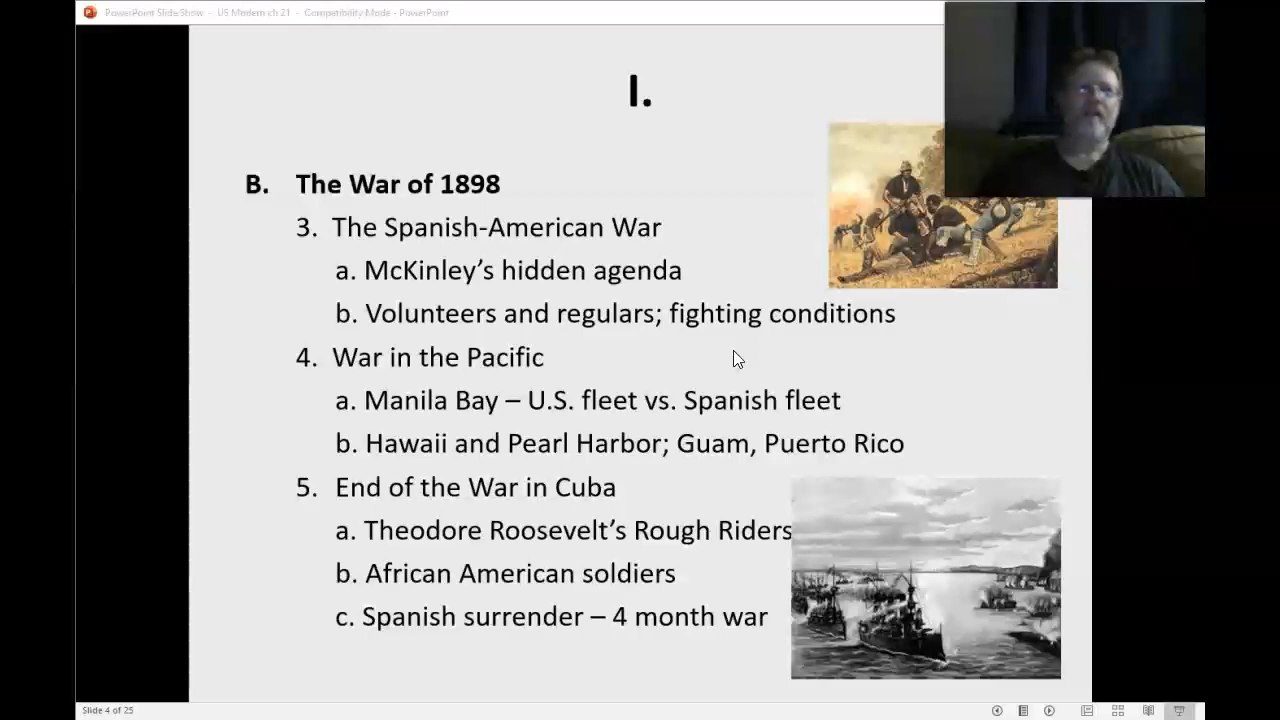 PowerPoint Slide Show - US Modern ch 21 - Compatibility Mode - PowerPoint
I.
B. The War of 1898
3. The Spanish-American War
a. McKinley’s hidden agenda
b. Volunteers and regulars; fighting conditions
4. War in the Pacific
a. Manila Bay – U.S. fleet vs. Spanish fleet
b. Hawaii and Pearl Harbor; Guam, Puerto Rico
5. End of the War in Cuba
a. Theodore Roosevelt’s Rough Riders
b. African American soldiers
c. Spanish surrender – 4 month war
Slide 4 of 25